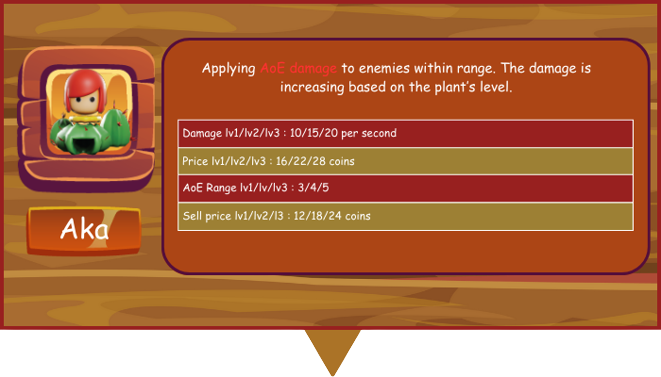 Applying AoE damage to enemies within range. The damage is
increasing based on the plant's level.
Damage lv1/lv2/lv3 : 10/15/20 per second
Price lv1/lv2/lv3 : 16/22/28 coins
AoE Range lv1/lv/lv3 : 3/4/5
Sell price lv1/lv2/l3 : 12/18/24 coins
Aka